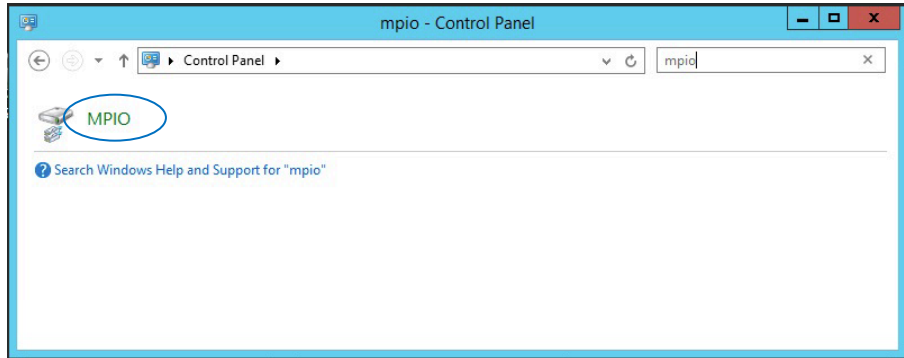 mpio - Control Panel
Control Panel
mpio
MPIO
Search Windows Help and Support for "mpio"